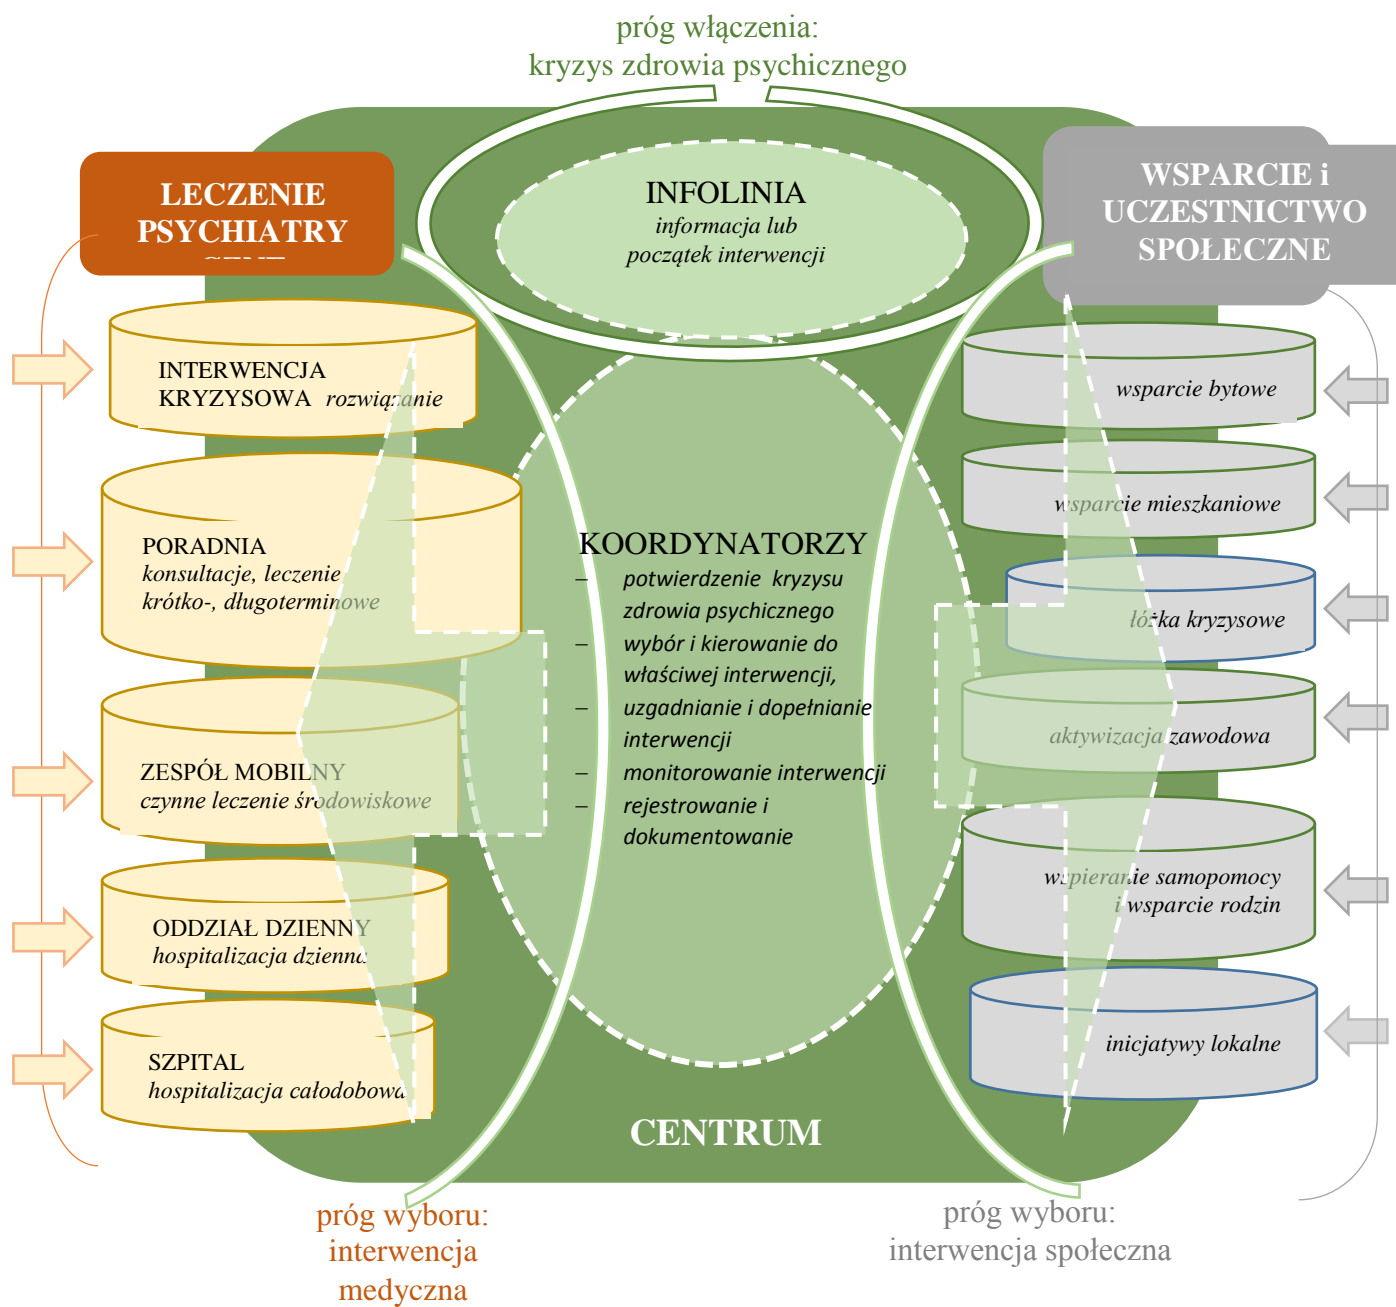 próg włączenia:
kryzys zdrowia psychicznego
LECZENIE
PSYCHIATRY
INFOLINIA
informacja lub
początek interwencji
WSPARCIE i
UCZESTNICTWO
SPOŁECZNE
INTERWENCJA
KRYZYSOWA rozwiązanie
PORADNIA
konsultacje, leczenie
krótko-, długoterminowe
ZESPÓŁ MOBILNY
czynne leczenie środowiskowe
ODDZIAŁ DZIENNY
hospitalizacja dzienna
SZPITAL
hospitalizacja całodobowa
KOORDYNATORZY
– potwierdzenie kryzysu
zdrowia psychicznego
– wybór i kierowanie do
właściwej interwencji,
– uzgadnianie i dopełnianie
interwencji
– monitorowanie interwencji
– rejestrowanie i
dokumentowanie
wsparcie bytowe
wsparcie mieszkaniowe
łóżka kryzysowe
aktywizacja zawodowa
wspieranie samopomocy
i wsparcie rodzin
inicjatywy lokalne
CENTRUM
próg wyboru:
interwencja
medyczna
próg wyboru:
interwencja społeczna